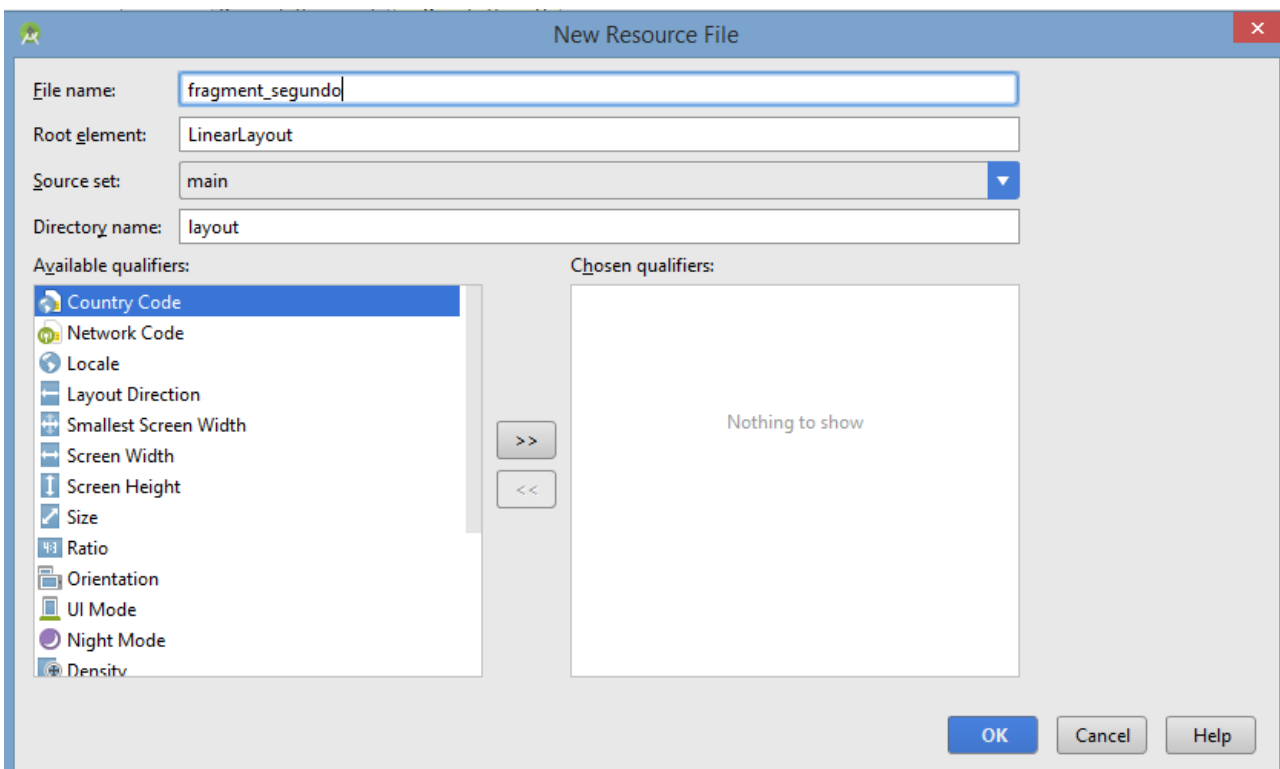 New Resource File
File name: fragment_segundo
Root element: LinearLayout
Source set: main
Directory name: layout
Available qualifiers: Chosen qualifiers:
Country Code
Network Code
Locale
Layout Direction
Smallest Screen Width
Nothing to show
Screen Width
>>
Screen Height
<<
Size
4:3 Ratio
Orientation
UI Mode
Night Mode
Density
OK Cancel Help